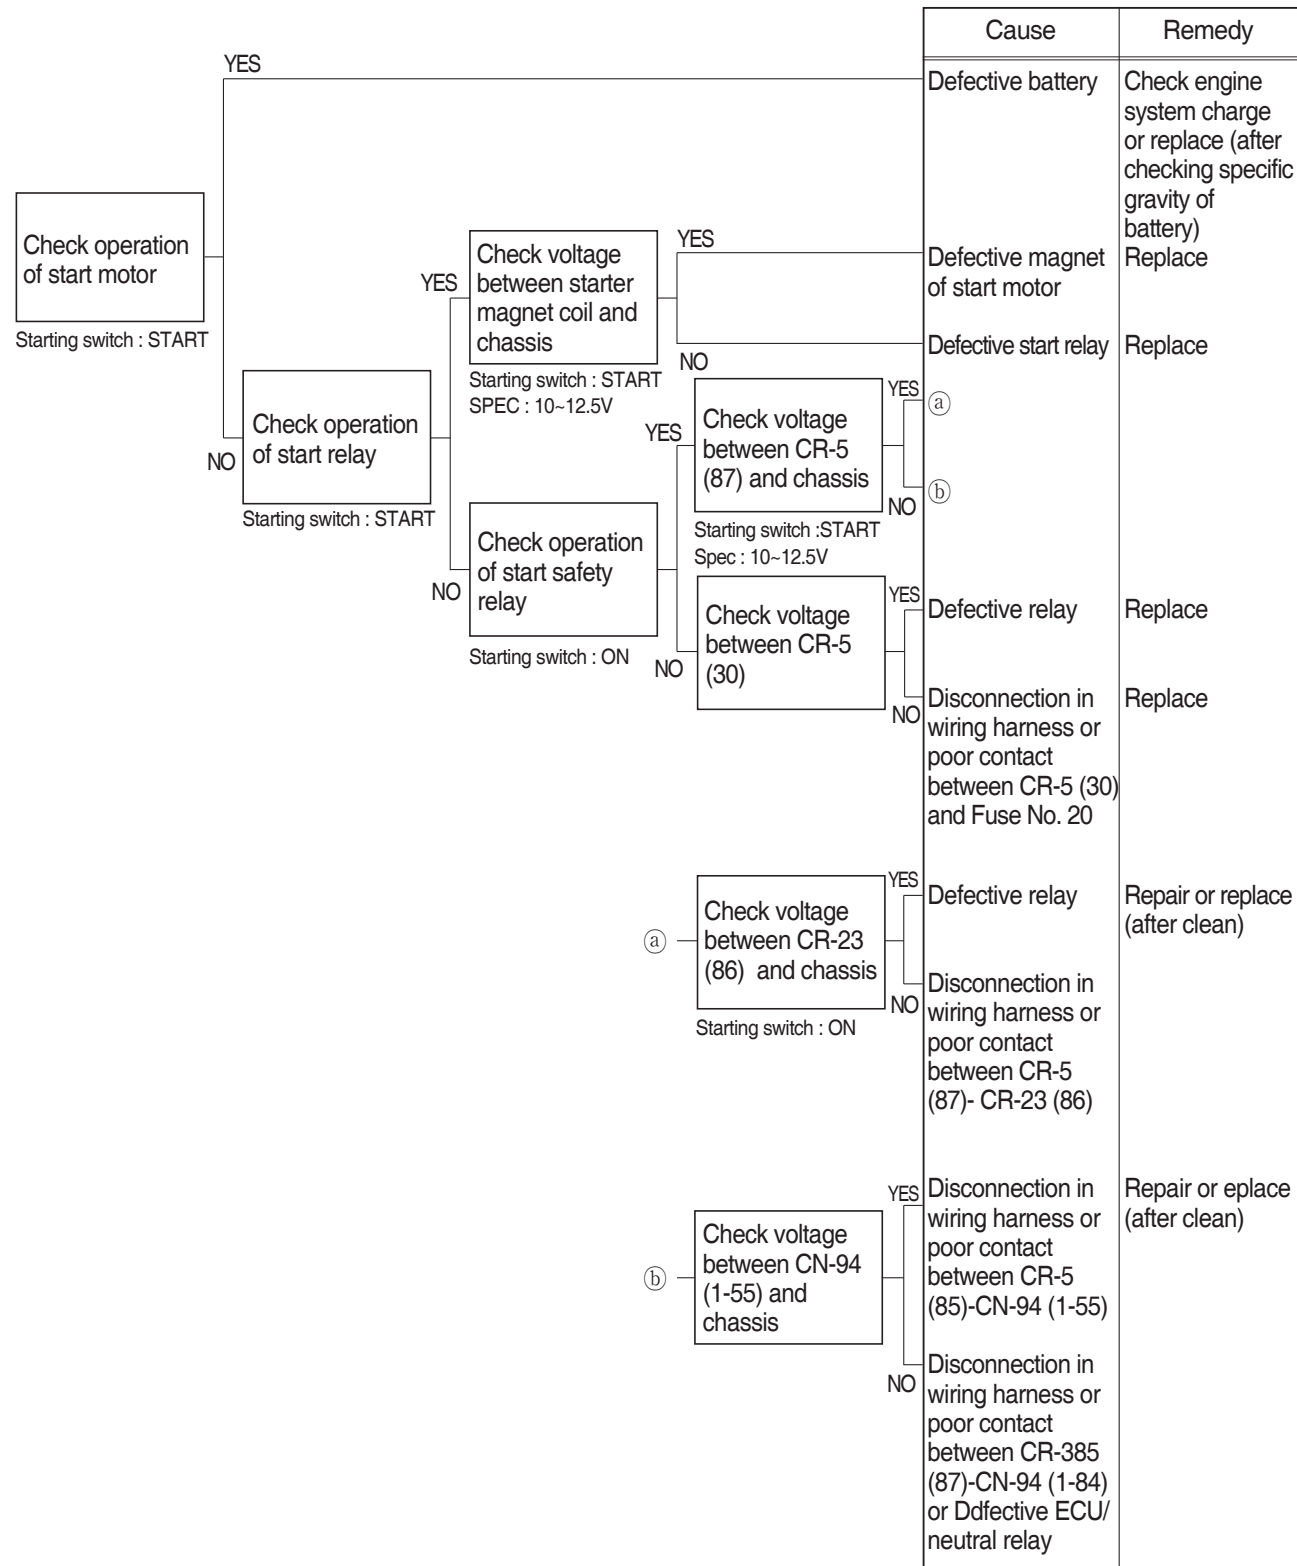 Cause
Remedy
YES
Defective battery
Check engine
system charge
or replace (after
checking specific
gravity of
battery)
Check operation
of start motor
Starting switch : START
NO
Check operation
of start relay
Starting switch : START
YES
Check voltage
between starter
magnet coil and
chassis
Starting switch : START
SPEC : 10~12.5V
YES
Defective magnet
of start motor
Replace
NO
Defective start relay
Replace
NO
Check operation
of start safety
relay
Starting switch : ON
YES
Check voltage
between CR-5
(87) and chassis
Starting switch :START
Spec : 10~12.5V
YES
ⓐ
NO
ⓑ
NO
Check voltage
between CR-5
(30)
YES
Defective relay
Replace
NO
Disconnection in
wiring harness or
poor contact
between CR-5 (30)
and Fuse No. 20
Replace
ⓐ
Check voltage
between CR-23
(86) and chassis
Starting switch : ON
YES
Defective relay
Repair or replace
(after clean)
NO
Disconnection in
wiring harness or
poor contact
between CR-5
(87)- CR-23 (86)
ⓑ
Check voltage
between CN-94
(1-55) and
chassis
YES
Disconnection in
wiring harness or
poor contact
between CR-5
(85)-CN-94 (1-55)
Repair or eplace
(after clean)
NO
Disconnection in
wiring harness or
poor contact
between CR-385
(87)-CN-94 (1-84)
or Ddfective ECU/
neutral relay